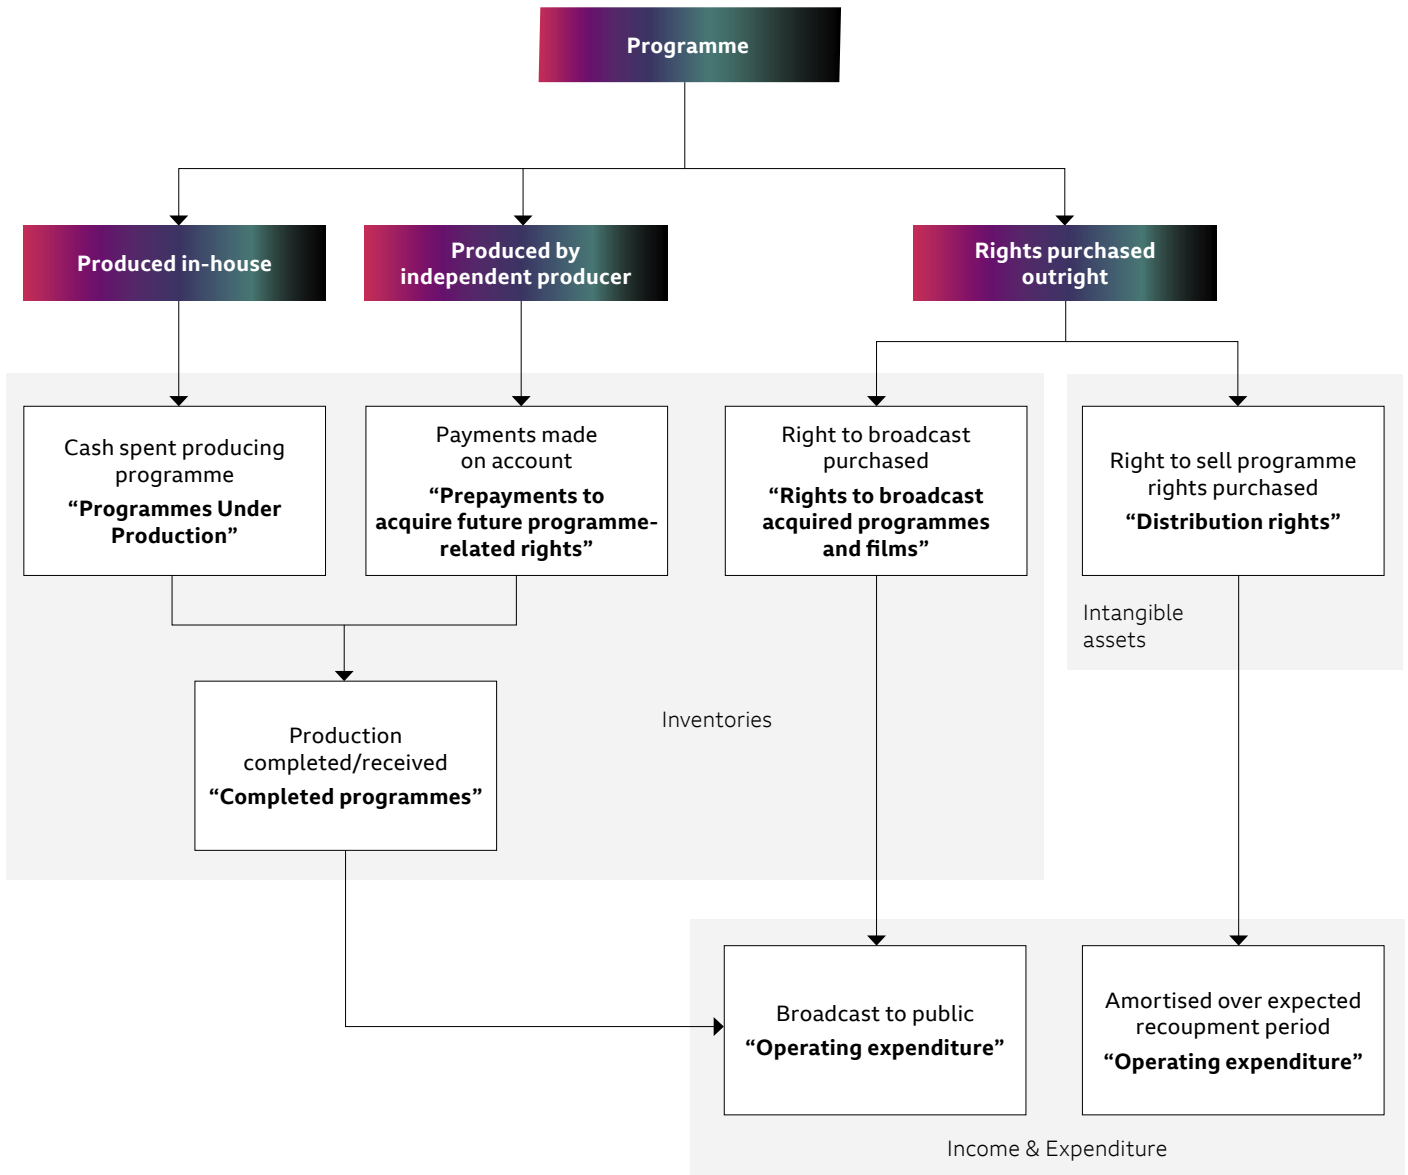 Programme
Produced in-house
Produced by
independent producer
Rights purchased
outright
Cash spent producing
programme
“Programmes Under
Production”
Payments made
on account
“Prepayments to
acquire future programme-
related rights”
Right to broadcast
purchased
“Rights to broadcast
acquired programmes
and films”
Right to sell programme
rights purchased
“Distribution rights”
Intangible
assets
Production
completed/received
“Completed programmes”
Inventories
Broadcast to public
“Operating expenditure”
Amortised over expected
recoupment period
“Operating expenditure”
Income & Expenditure